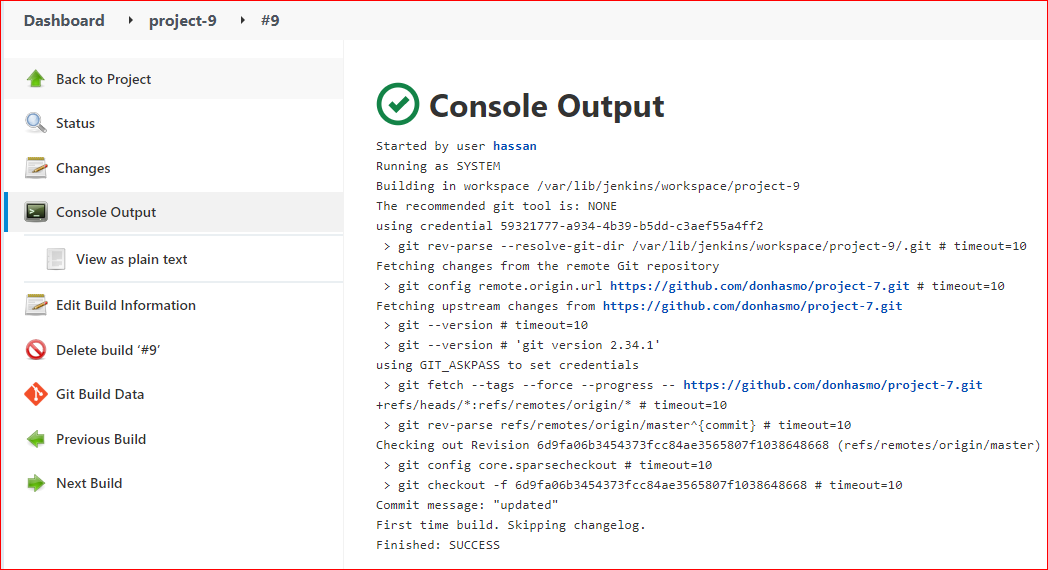 Dashboard
project-9
#9
Back to Project
Status
Changes
Console Output
View as plain text
Edit Build Information
Delete build ‘#9’
Git Build Data
Previous Build
Next Build
Console Output
Started by user hassan
Running as SYSTEM
Building in workspace /var/lib/jenkins/workspace/project-9
The recommended git tool is: NONE
using credential 59321777-a934-4b39-b5dd-c3aef55a4ff2
> git rev-parse --resolve-git-dir /var/lib/jenkins/workspace/project-9/.git # timeout=10
Fetching changes from the remote Git repository
> git config remote.origin.url https://github.com/donhasmo/project-7.git # timeout=10
Fetching upstream changes from https://github.com/donhasmo/project-7.git
> git --version # timeout=10
> git --version # 'git version 2.34.1'
using GIT_ASKPASS to set credentials
> git fetch --tags --force --progress -- https://github.com/donhasmo/project-7.git
+refs/heads/*:refs/remotes/origin/* # timeout=10
> git rev-parse refs/remotes/origin/master^{commit} # timeout=10
Checking out Revision 6d9fa06b3454373fcc84ae3565807f1038648668 (refs/remotes/origin/master)
> git config core.sparsecheckout # timeout=10
> git checkout -f 6d9fa06b3454373fcc84ae3565807f1038648668 # timeout=10
Commit message: "updated"
First time build. Skipping changelog.
Finished: SUCCESS